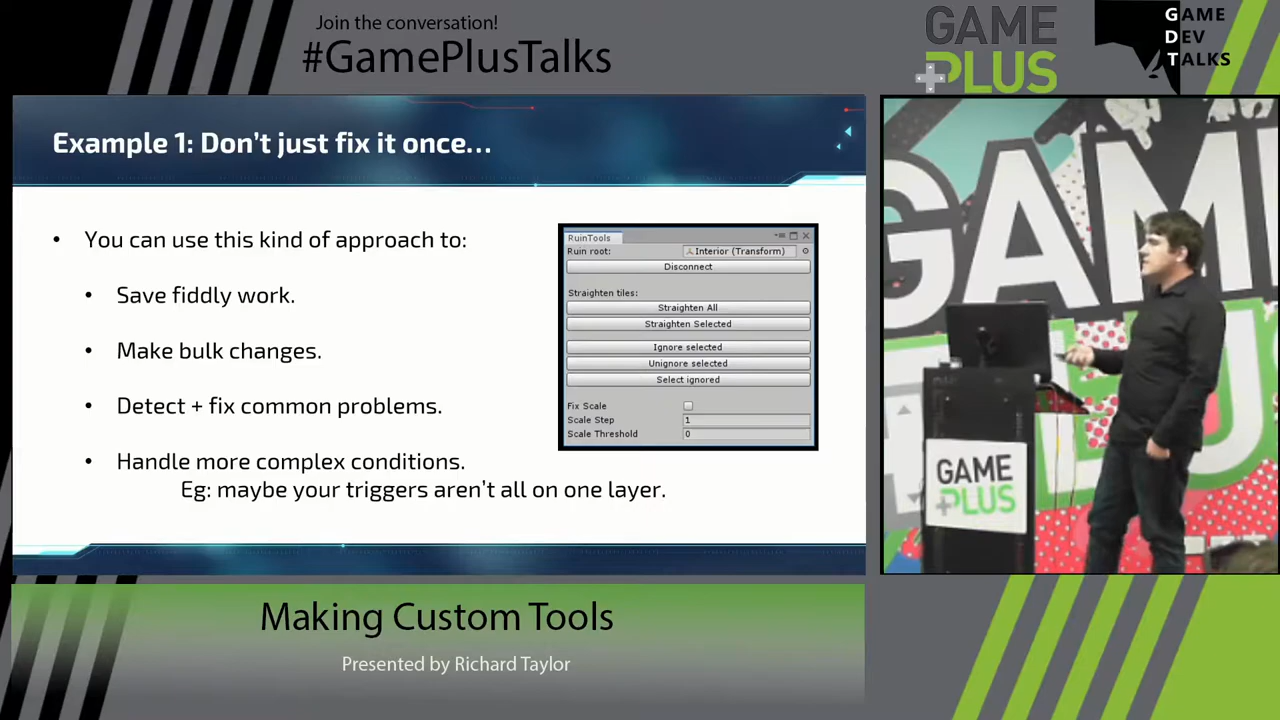 Join the conversation!
#GamePlusTalks
GAME
PLUS
GAME
DEV
TALKS
Example 1: Don't just fix it once...
• You can use this kind of approach to:
• Save fiddly work.
• Make bulk changes.
• Detect + fix common problems.
• Handle more complex conditions.
Eg: maybe your triggers aren't all on one layer.
RuinTools
Ruin root: Interior (Transform)
Disconnect
Straighten tiles:
Straighten All
Straighten Selected
Ignore selected
Unignore selected
Select ignored
Fix Scale
Scale Step 1
Scale Threshold 0
GAM
LU
GAME
PLUS
Making Custom Tools
Presented by Richard Taylor